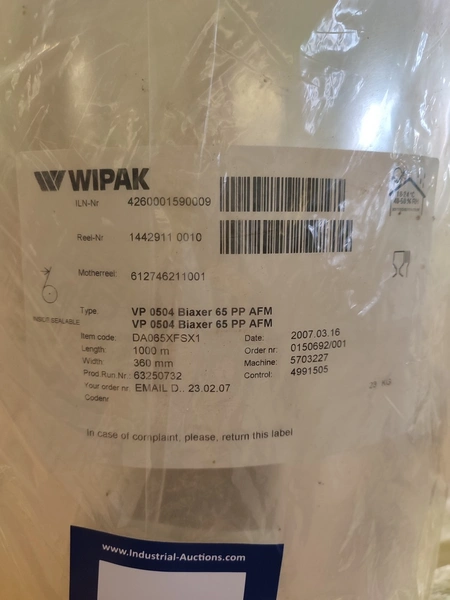 WIPAK
ILN-Nr 4260001590009
Reel-Nr 1442911 0010
Motherreel: 612746211001
Type VP 0504 Biaxer 65 PP AFM
VP 0504 Biaxer 65 PP AFM
Item code: DA065XFSX1 Date: 2007.03.16
Length: 1000 m Order nr: 0150692/001
Width: 360 mm Machine: 5703227
Prod Run Nr: 63250732 Control: 4991505
Your order nr EMAIL D.. 23.02.07
Codenr
KG
In case of complaint, please, return this label
www.Industrial-Auctions.com